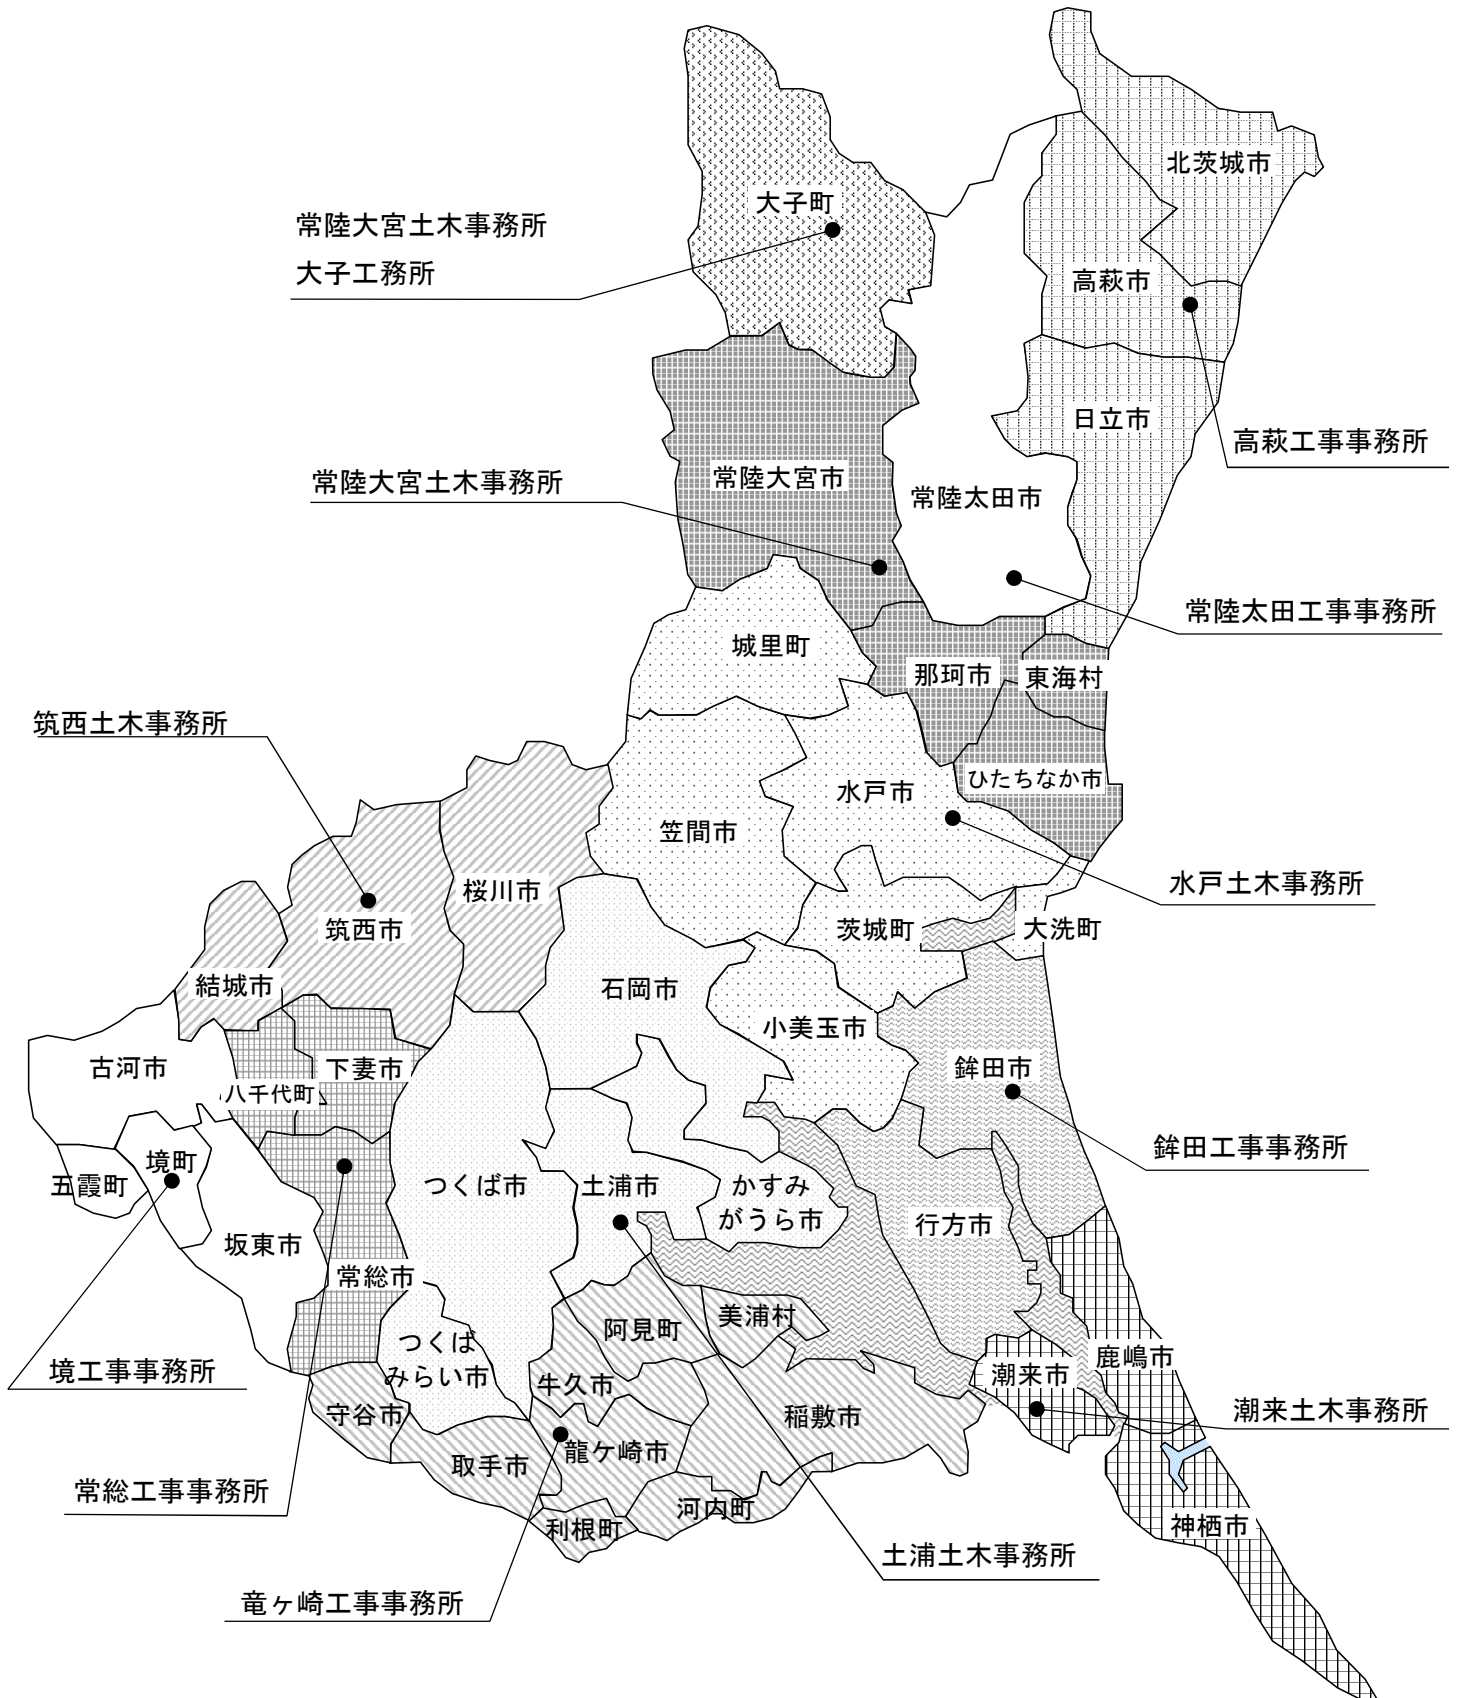 北茨城市
大子町
常陸大宮土木事務所
大子工務所
高萩市
日立市
高萩工事事務所
常陸大宮市
常陸大宮土木事務所
常陸太田市
常陸太田工事事務所
城里町
那珂市
東海村
筑西土木事務所
ひたちなか市
水戸市
笠間市
水戸土木事務所
桜川市
筑西市
茨城町
大洗町
結城市
石岡市
小美玉市
古河市
下妻市
鉾田市
八千代町
鉾田工事事務所
境町
五霞町
つくば市
土浦市
かすみ
がうら市
行方市
坂東市
常総市
美浦村
阿見町
つくば
みらい市
鹿嶋市
潮来市
境工事事務所
牛久市
守谷市
稲敷市
潮来土木事務所
龍ケ崎市
取手市
常総工事事務所
河内町
利根町
神栖市
土浦土木事務所
竜ヶ崎工事事務所